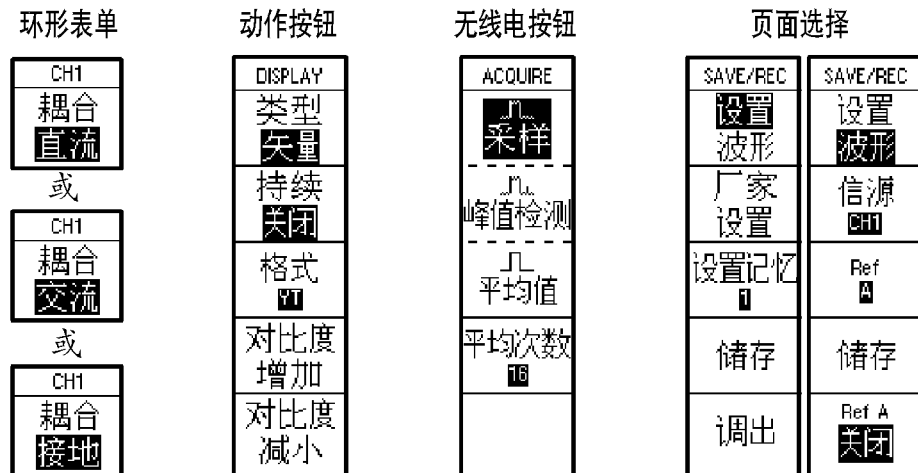 环形表单
CH1
耦合
直流
或
CH1
耦合
交流
或
CH1
耦合
接地
动作按钮
DISPLAY
类型
矢量
持续
关闭
格式
YT
对比度
增加
对比度
减小
无线电按钮
ACQUIRE
采样
峰值检测
平均值
平均次数
16
页面选择
SAVE/REC
设置
波形
厂家
设置
设置记忆
1
储存
调出
SAVE/REC
设置
波形
信源
CH1
Ref
A
储存
Ref A
关闭